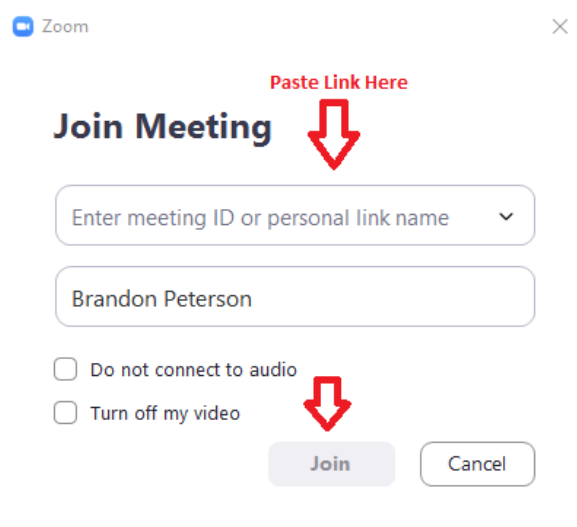 Zoom
Paste Link Here
Join Meeting
Enter meeting ID or personal link name
Brandon Peterson
Do not connect to audio
Turn off my video
Join Cancel